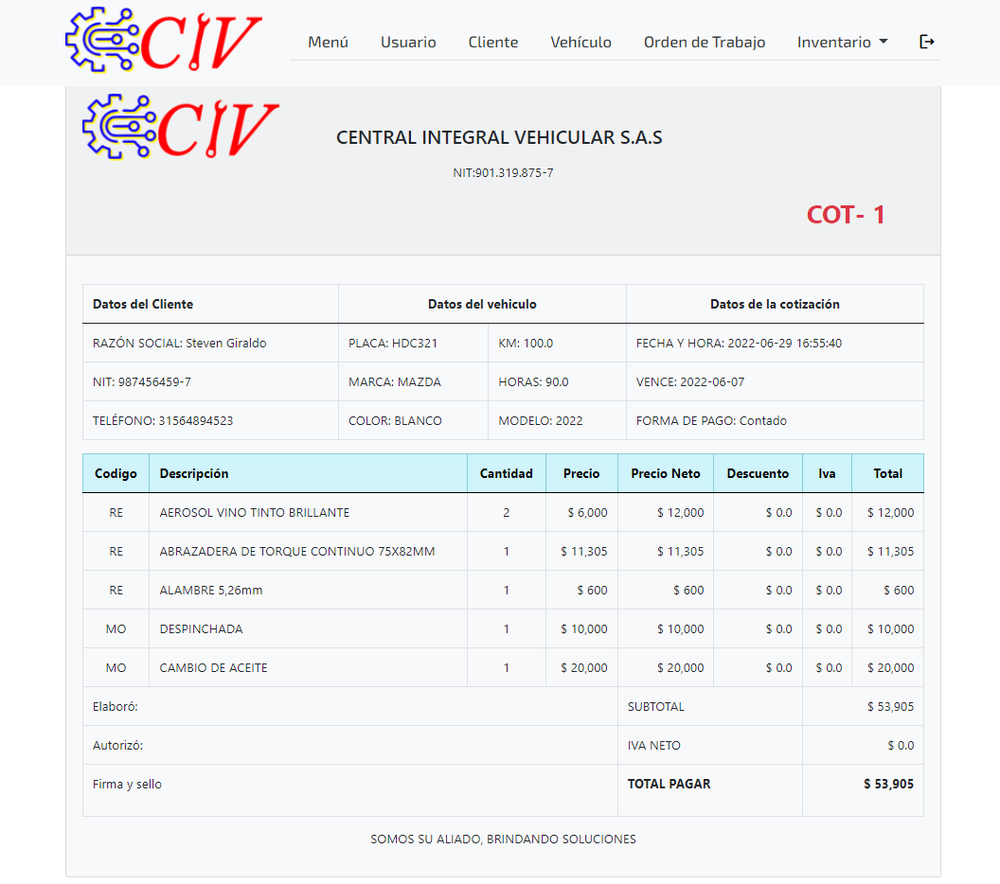 CIV
Menú Usuario Cliente Vehículo Orden de Trabajo Inventario
CIV
CENTRAL INTEGRAL VEHICULAR S.A.S
NIT:901.319.875-7
COT- 1
Datos del Cliente Datos del vehiculo Datos de la cotización
RAZÓN SOCIAL: Steven Giraldo PLACA: HDC321 KM: 100.0 FECHA Y HORA: 2022-06-29 16:55:40
NIT: 987456459-7 MARCA: MAZDA HORAS: 90.0 VENCE: 2022-06-07
TELÉFONO: 31564894523 COLOR: BLANCO MODELO: 2022 FORMA DE PAGO: Contado
Codigo Descripción Cantidad Precio Precio Neto Descuento Iva Total
RE AEROSOL VINO TINTO BRILLANTE 2 $ 6,000 $ 12,000 $ 0.0 $ 0.0 $ 12,000
RE ABRAZADERA DE TORQUE CONTINUO 75X82MM 1 $ 11,305 $ 11,305 $ 0.0 $ 0.0 $ 11,305
RE ALAMBRE 5,26mm 1 $ 600 $ 600 $ 0.0 $ 0.0 $ 600
MO DESPINCHADA 1 $ 10,000 $ 10,000 $ 0.0 $ 0.0 $ 10,000
MO CAMBIO DE ACEITE 1 $ 20,000 $ 20,000 $ 0.0 $ 0.0 $ 20,000
Elaboró: SUBTOTAL $ 53,905
Autorizó: IVA NETO $ 0.0
Firma y sello TOTAL PAGAR $ 53,905
SOMOS SU ALIADO, BRINDANDO SOLUCIONES